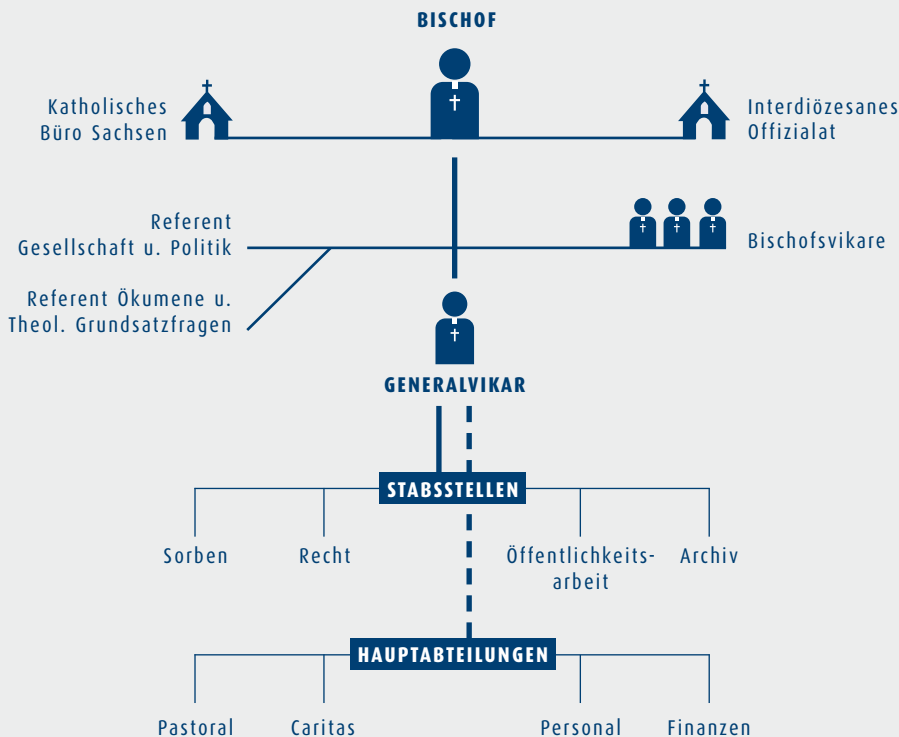 BISCHOF
Katholisches
Büro Sachsen
Interdiözesanes
Offizialat
Referent
Gesellschaft u. Politik
Bischofsvikare
Referent Ökumene u.
Theol. Grundsatzfragen
GENERALVIKAR
STABSSTELLEN
Sorben
Recht
Öffentlichkeits-
arbeit
Archiv
HAUPTABTEILUNGEN
Pastoral
Caritas
Personal
Finanzen